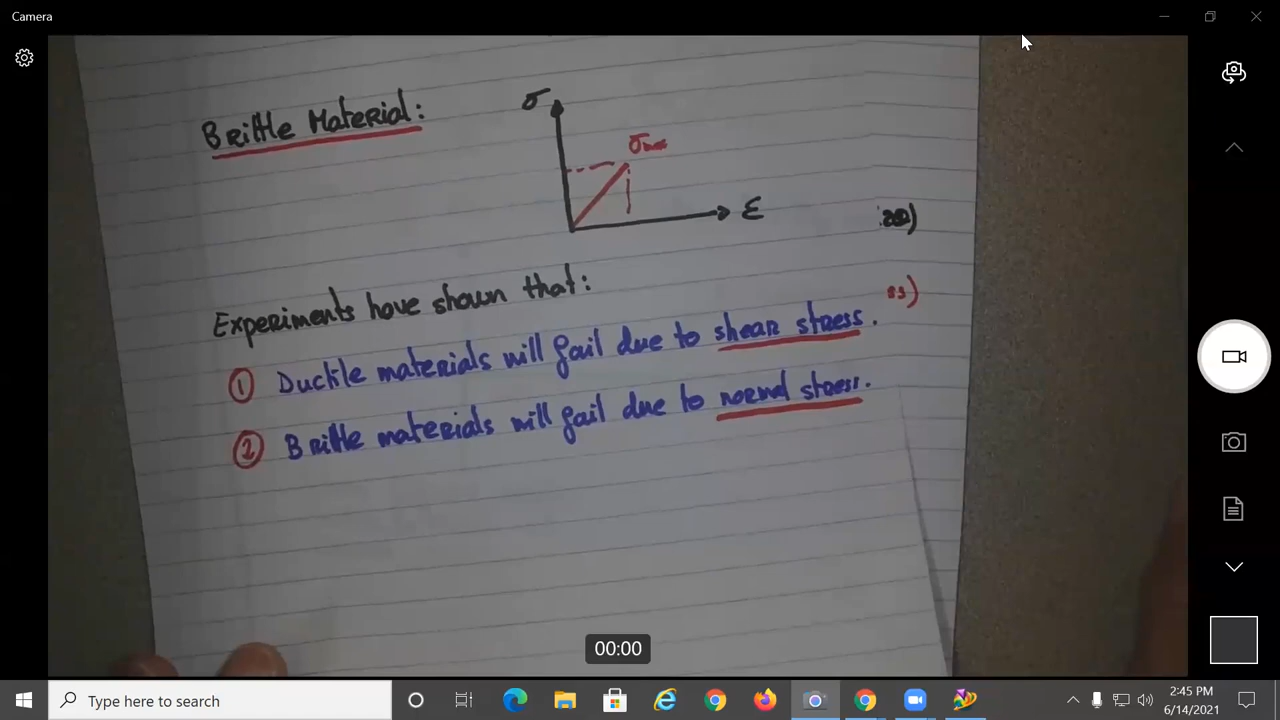 Camera
Brittle Material:
σ
σmax
ε
Experiments have shown that:
① Ductile materials will fail due to shear stress.
② Brittle materials will fail due to normal stress.
00:00
Type here to search
2:45 PM
6/14/2021